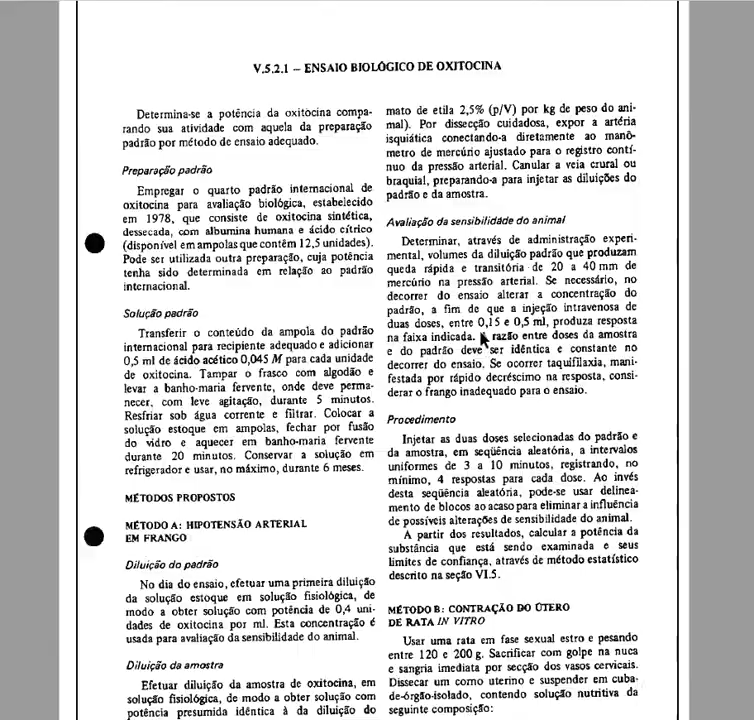 V.5.2.1 – ENSAIO BIOLÓGICO DE OXITOCINA
Determina-se a potência da oxitocina compa-
rando sua atividade com aquela da preparação
padrão por método de ensaio adequado.
Preparação padrão
Empregar o quarto padrão internacional de
oxitocina para avaliação biológica, estabelecido
em 1978, que consiste de oxitocina sintética,
dessecada, com albumina humana e ácido cítrico
(disponível em ampolas que contêm 12,5 unidades).
Pode ser utilizada outra preparação, cuja potência
tenha sido determinada em relação ao padrão
internacional.
Solução padrão
Transferir o conteúdo da ampola do padrão
internacional para recipiente adequado e adicionar
0,5 ml de ácido acético 0,045 M para cada unidade
de oxitocina. Tampar o frasco com algodão e
levar a banho-maria fervente, onde deve perma-
necer, com leve agitação, durante 5 minutos.
Resfriar sob água corrente e filtrar. Colocar a
solução estoque em ampolas, fechar por fusão
do vidro e aquecer em banho-maria fervente
durante 20 minutos. Conservar a solução em
refrigerador e usar, no máximo, durante 6 meses.
MÉTODOS PROPOSTOS
MÉTODO A: HIPOTENSÃO ARTERIAL
EM FRANGO
Diluição do padrão
No dia do ensaio, efetuar uma primeira diluição
da solução estoque em solução fisiológica, de
modo a obter solução com potência de 0,4 uni-
dades de oxitocina por ml. Esta concentração é
usada para avaliação da sensibilidade do animal.
Diluição da amostra
Efetuar diluição da amostra de oxitocina, em
solução fisiológica, de modo a obter solução com
potência presumida idêntica à da diluição do
mato de etila 2,5% (p/V) por kg de peso do ani-
mal). Por dissecção cuidadosa, expor a artéria
isquiática conectando-a diretamente ao manô-
metro de mercúrio ajustado para o registro contí-
nuo da pressão arterial. Canular a veia crural ou
braquial, preparando-a para injetar as diluições do
padrão e da amostra.
Avaliação da sensibilidade do animal
Determinar, através de administração experi-
mental, volumes da diluição padrão que produzam
queda rápida e transitória de 20 a 40 mm de
mercúrio na pressão arterial. Se necessário, no
decorrer do ensaio alterar a concentração do
padrão, a fim de que a injeção intravenosa de
duas doses, entre 0,15 e 0,5 ml, produza resposta
na faixa indicada. razão entre doses da amostra
e do padrão deve ser idêntica e constante no
decorrer do ensaio. Se ocorrer taquifilaxia, mani-
festada por rápido decréscimo na resposta, consi-
derar o frango inadequado para o ensaio.
Procedimento
Injetar as duas doses selecionadas do padrão e
da amostra, em seqüência aleatória, a intervalos
uniformes de 3 a 10 minutos, registrando, no
mínimo, 4 respostas para cada dose. Ao invés
desta seqüência aleatória, pode-se usar delinea-
mento de blocos ao acaso para eliminar a influência
de possíveis alterações de sensibilidade do animal.
A partir dos resultados, calcular a potência da
substância que está sendo examinada e seus
limites de confiança, através de método estatístico
descrito na seção VI.5.
MÉTODO B: CONTRAÇÃO DO ÚTERO
DE RATA IN VITRO
Usar uma rata em fase sexual estro e pesando
entre 120 e 200 g. Sacrificar com golpe na nuca
e sangria imediata por secção dos vasos cervicais.
Dissecar um corno uterino e suspender em cuba-
de-órgão-isolado, contendo solução nutritiva da
seguinte composição: